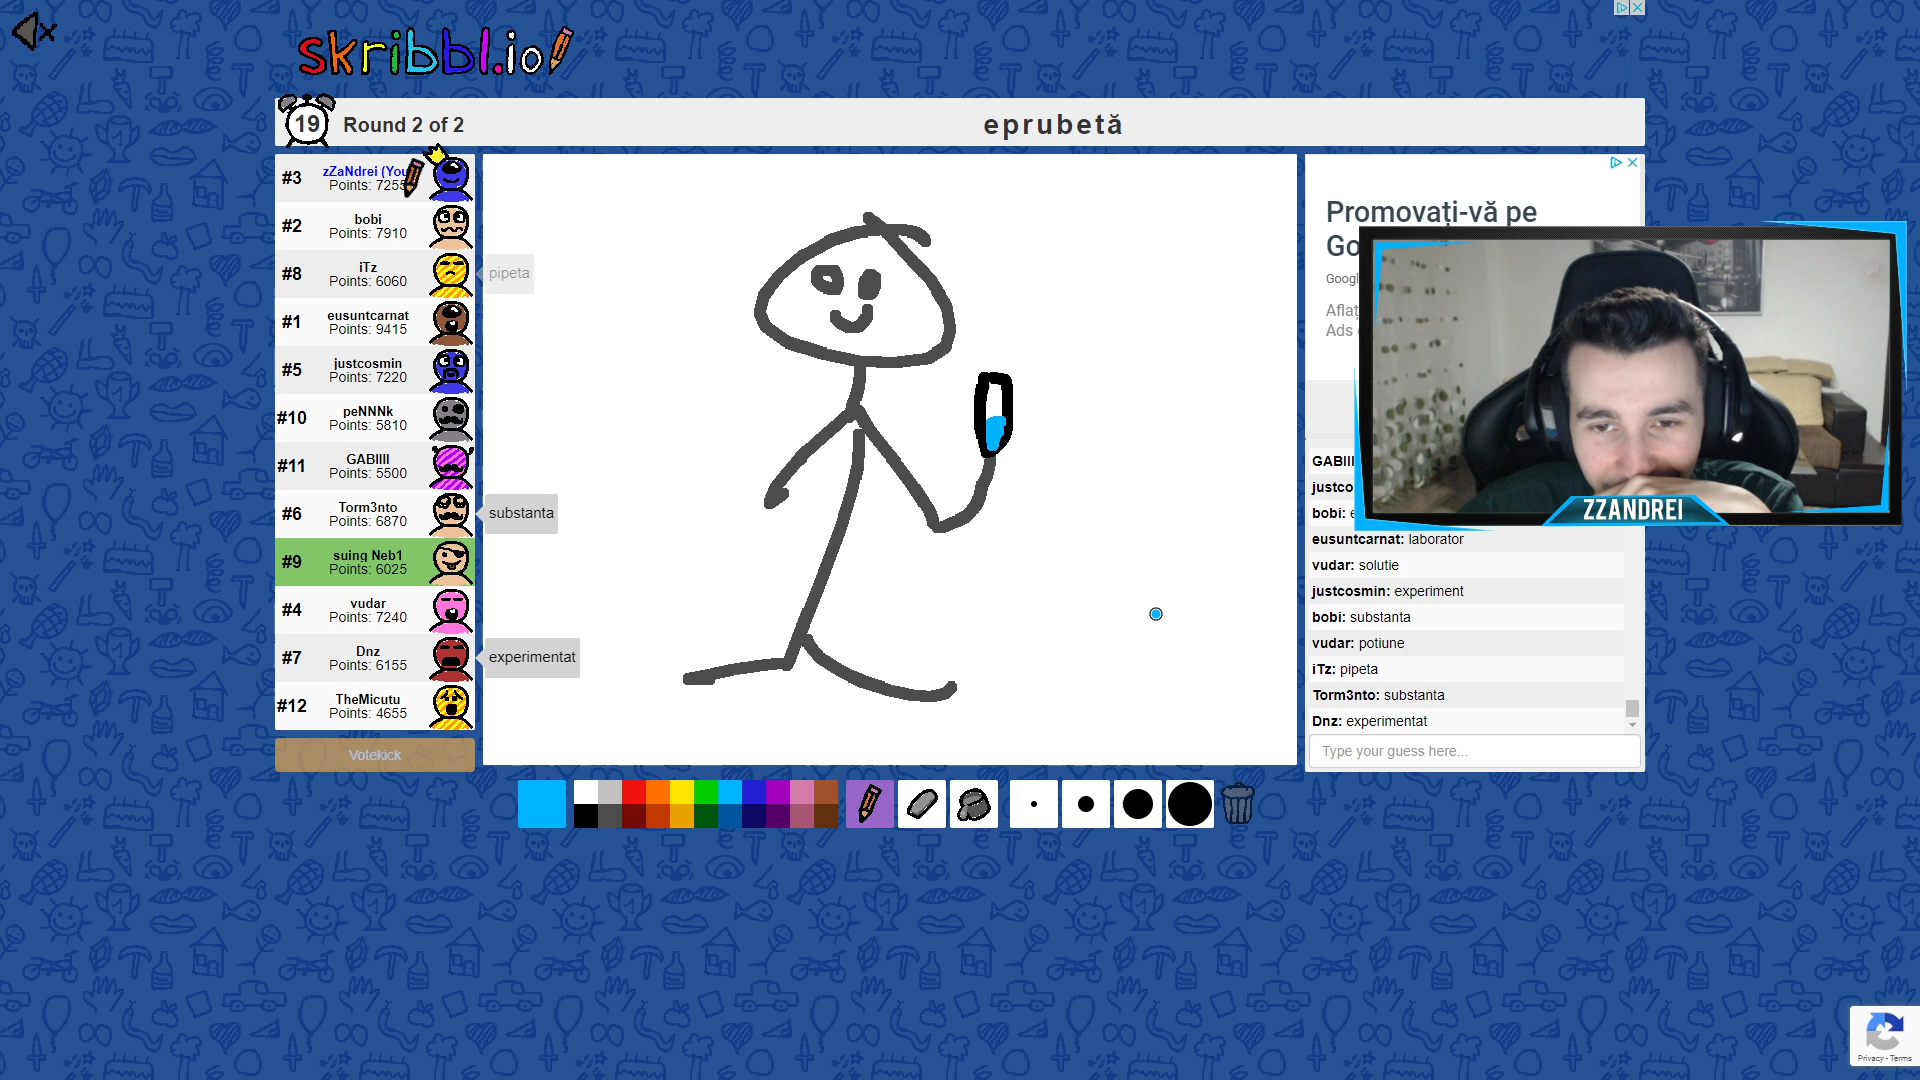 skribbl.io
19
Round 2 of 2
eprubetă
#3
zZaNdrei (You
Points: 7255
#2
bobi
Points: 7910
#8
iTz
Points: 6060
pipeta
#1
eusuntcarnat
Points: 9415
#5
justcosmin
Points: 7220
#10
peNNNk
Points: 5810
#11
GABIIII
Points: 5500
#6
Torm3nto
Points: 6870
substanta
#9
suing Neb1
Points: 6025
#4
vudar
Points: 7240
#7
Dnz
Points: 6155
experimentat
#12
TheMicutu
Points: 4655
Votekick
Promovați-vă pe
Go
Googl
Aflaț
Ads
ZZANDREI
GABIII
justco
bobi: e
eusuntcarnat: laborator
vudar: solutie
justcosmin: experiment
bobi: substanta
vudar: potiune
iTz: pipeta
Torm3nto: substanta
Dnz: experimentat
Type your guess here...
Privacy - Terms